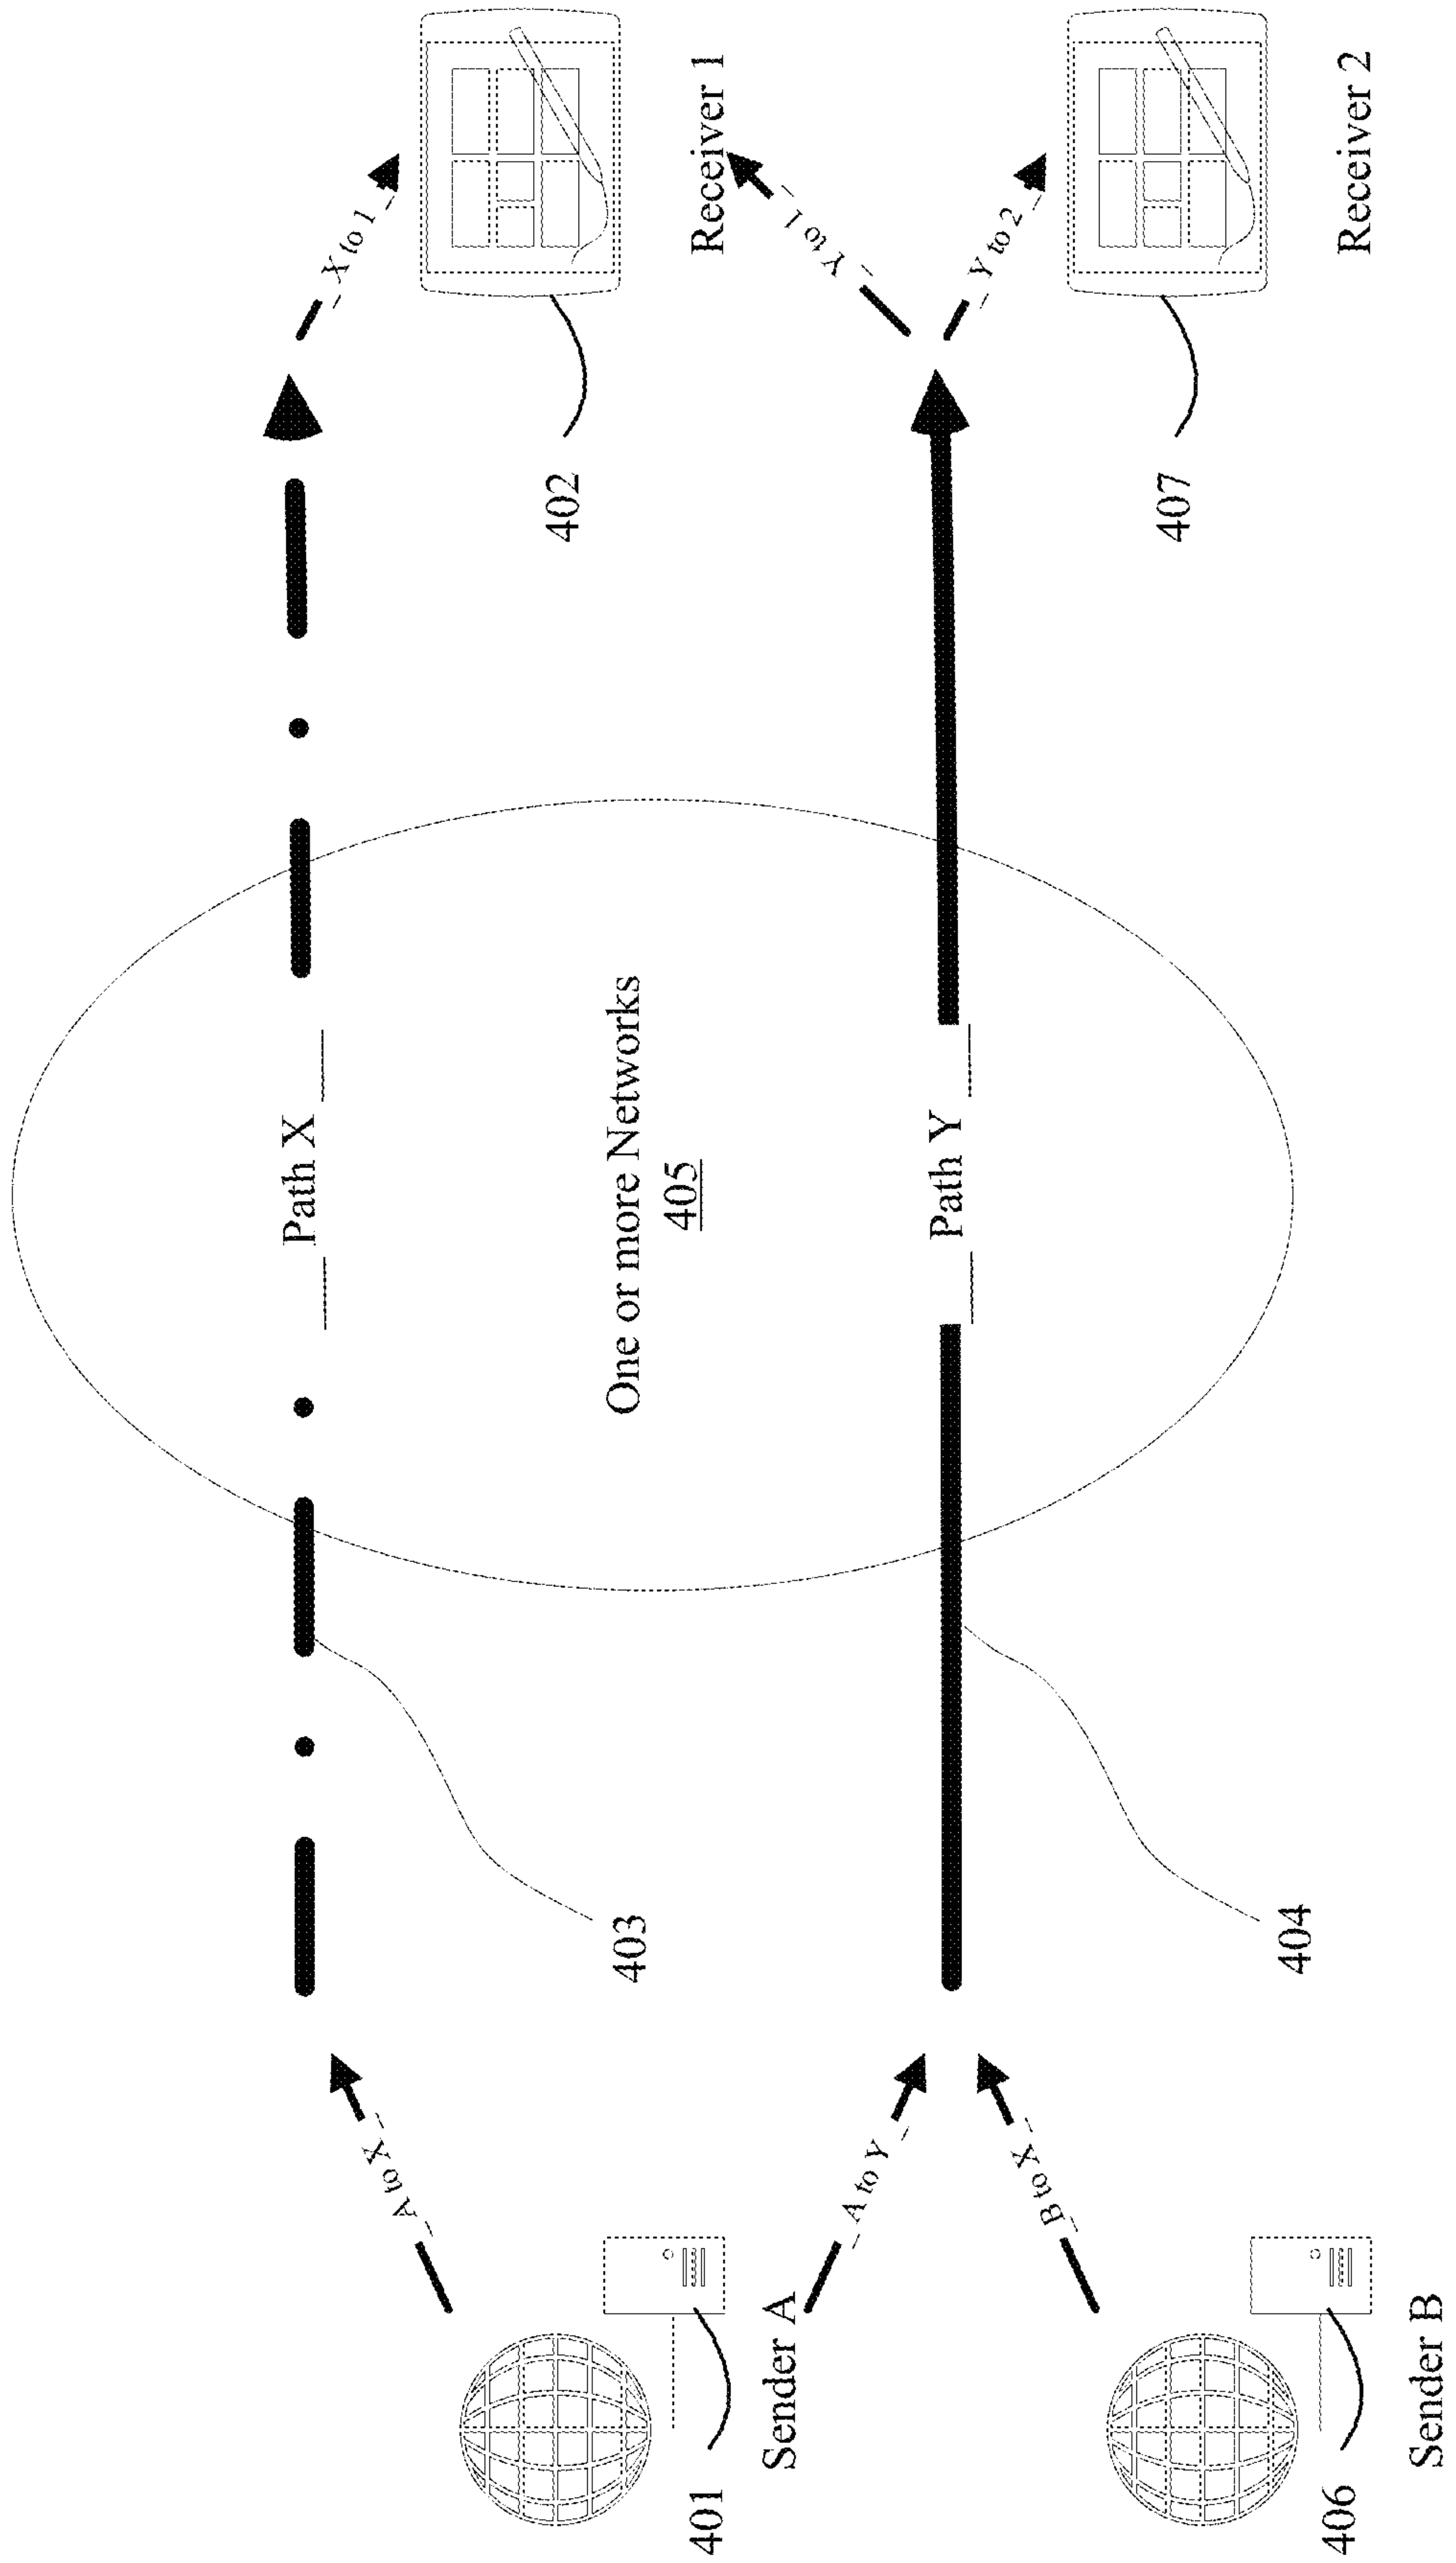 A to X
Path X
X to 1
403
One or more Networks
405
402
401
Sender A
Receiver 1
A to Y
Y to 1
B to X
Path Y
Y to 2
404
407
406
Sender B
Receiver 2